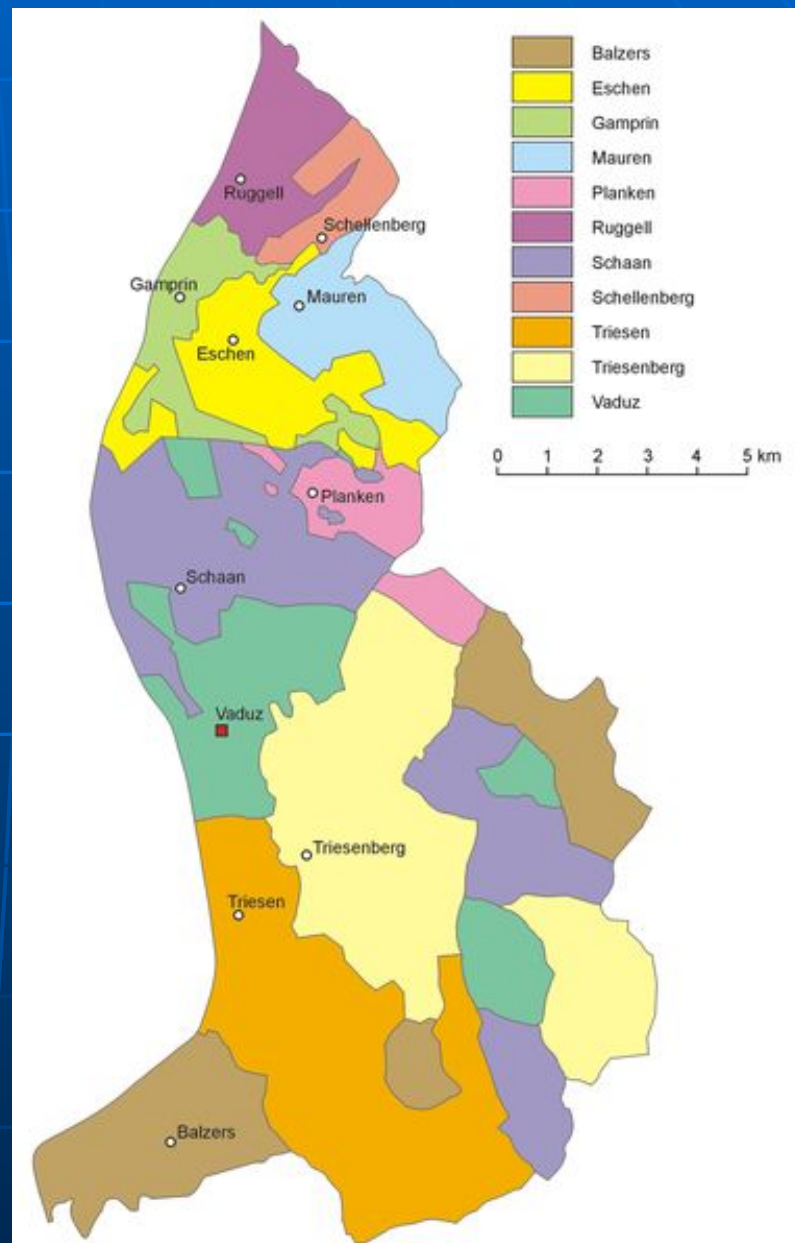 Balzers
Eschen
Gamprin
Mauren
Planken
Ruggell
Schaan
Schellenberg
Triesen
Triesenberg
Vaduz
0 1 2 3 4 5 km
Ruggell
Schellenberg
Gamprin
Mauren
Eschen
Planken
Schaan
Vaduz
Triesenberg
Triesen
Balzers